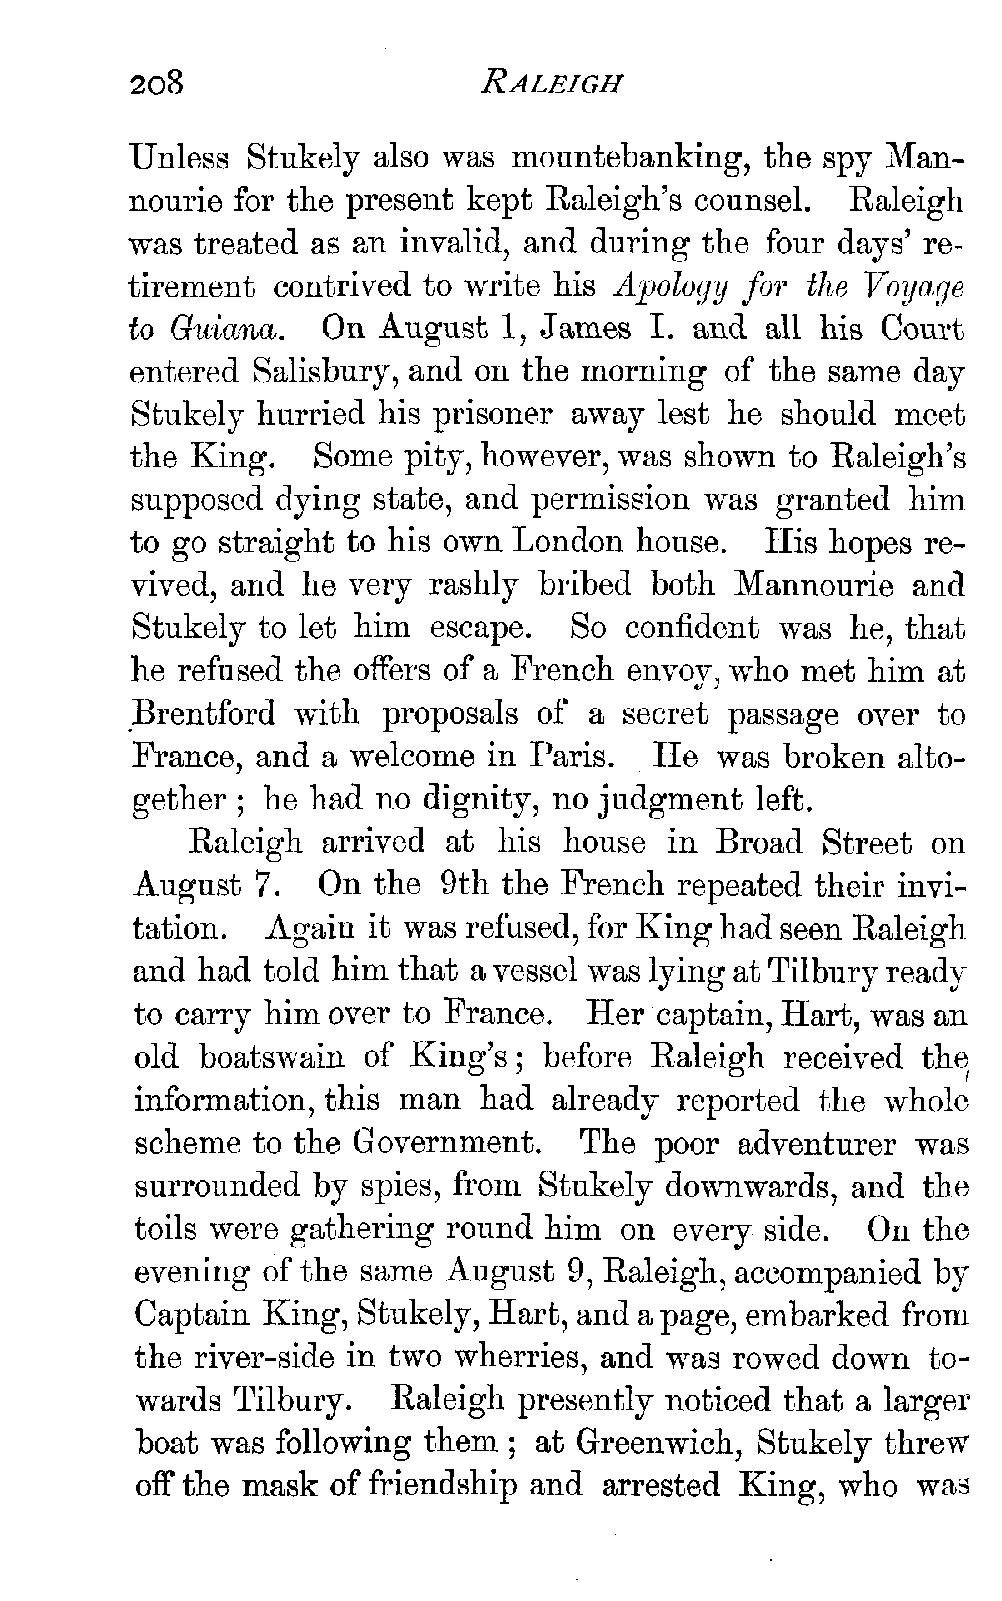 208 RALEIGH
Unless Stukely also was mountebanking, the spy Man-
nourie for the present kept Raleigh's counsel. Raleigh
was treated as an invalid, and during the four days' re-
tirement contrived to write his Apology for the Voyage
to Guiana. On August 1, James I. and all his Court
entered Salisbury, and on the morning of the same day
Stukely hurried his prisoner away lest he should meet
the King. Some pity, however, was shown to Raleigh's
supposed dying state, and permission was granted him
to go straight to his own London house. His hopes re-
vived, and he very rashly bribed both Mannourie and
Stukely to let him escape. So confident was he, that
he refused the offers of a French envoy, who met him at
Brentford with proposals of a secret passage over to
France, and a welcome in Paris. He was broken alto-
gether ; he had no dignity, no judgment left.
Raleigh arrived at his house in Broad Street on
August 7. On the 9th the French repeated their invi-
tation. Again it was refused, for King had seen Raleigh
and had told him that a vessel was lying at Tilbury ready
to carry him over to France. Her captain, Hart, was an
old boatswain of King's ; before Raleigh received the
information, this man had already reported the whole
scheme to the Government. The poor adventurer was
surrounded by spies, from Stukely downwards, and the
toils were gathering round him on every side. On the
evening of the same August 9, Raleigh, accompanied by
Captain King, Stukely, Hart, and a page, embarked from
the river-side in two wherries, and was rowed down to-
wards Tilbury. Raleigh presently noticed that a larger
boat was following them ; at Greenwich, Stukely threw
off the mask of friendship and arrested King, who was